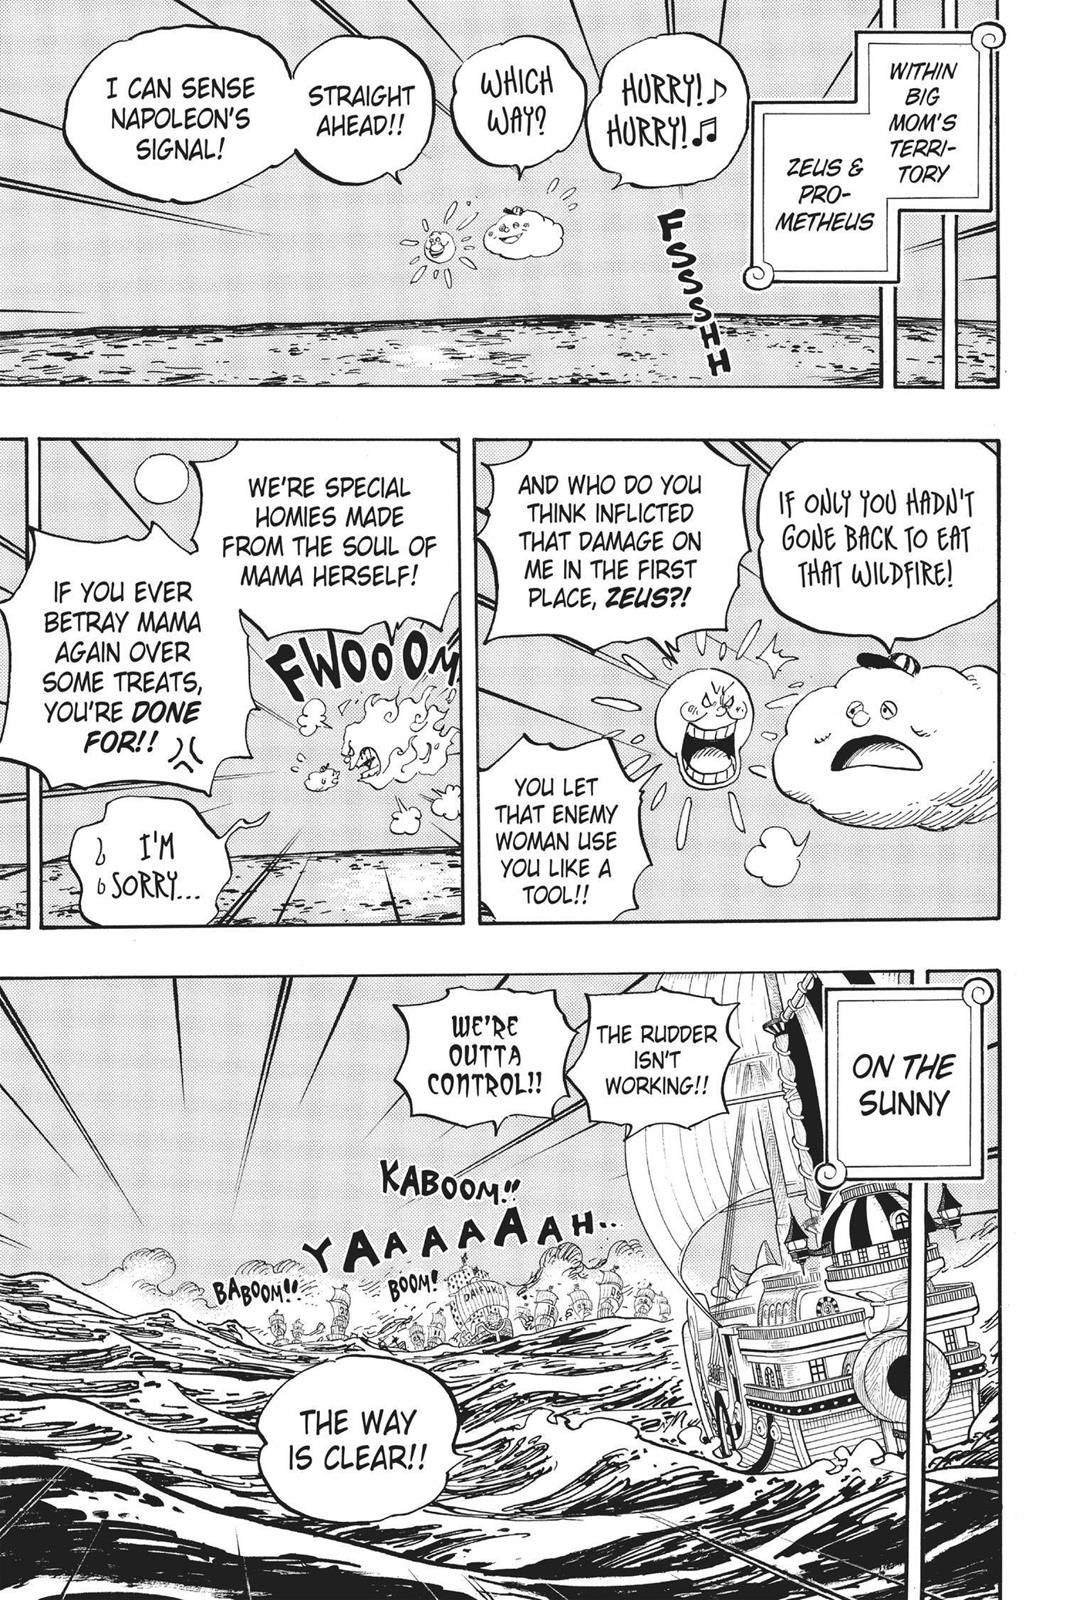 WITHIN
BIG
MOM'S
TERRI-
TORY
ZEUS &
PRO-
METHEUS
HURRY!♪
HURRY!♫
WHICH
WAY?
STRAIGHT
AHEAD!!
I CAN SENSE
NAPOLEON'S
SIGNAL!
FSSSHH
IF ONLY YOU HADN'T
GONE BACK TO EAT
THAT WILDFIRE!
AND WHO DO YOU
THINK INFLICTED
THAT DAMAGE ON
ME IN THE FIRST
PLACE, ZEUS?!
YOU LET
THAT ENEMY
WOMAN USE
YOU LIKE A
TOOL!!
WE'RE SPECIAL
HOMIES MADE
FROM THE SOUL OF
MAMA HERSELF!
FWOOOM!
IF YOU EVER
BETRAY MAMA
AGAIN OVER
SOME TREATS,
YOU'RE DONE
FOR!!
I'M
SORRY...
ON THE
SUNNY
THE RUDDER
ISN'T
WORKING!!
WE'RE
OUTTA
CONTROL!!
KABOOM!!
YAAAAAAAH..
BABOOM!!
BOOM!
DAIFUKU
THE WAY
IS CLEAR!!